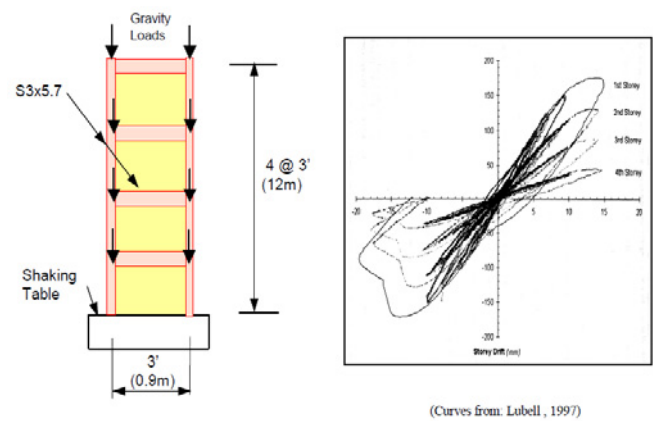 Gravity
Loads
S3x5.7
4 @ 3'
(12m)
Shaking
Table
3'
(0.9m)
200
150
100
50
-50
-100
-150
-200
-20
-15
-10
-5
5
10
15
20
1st Storey
2nd Storey
3rd Storey
4th Storey
Storey Drift (mm)
(Curves from: Lubell , 1997)